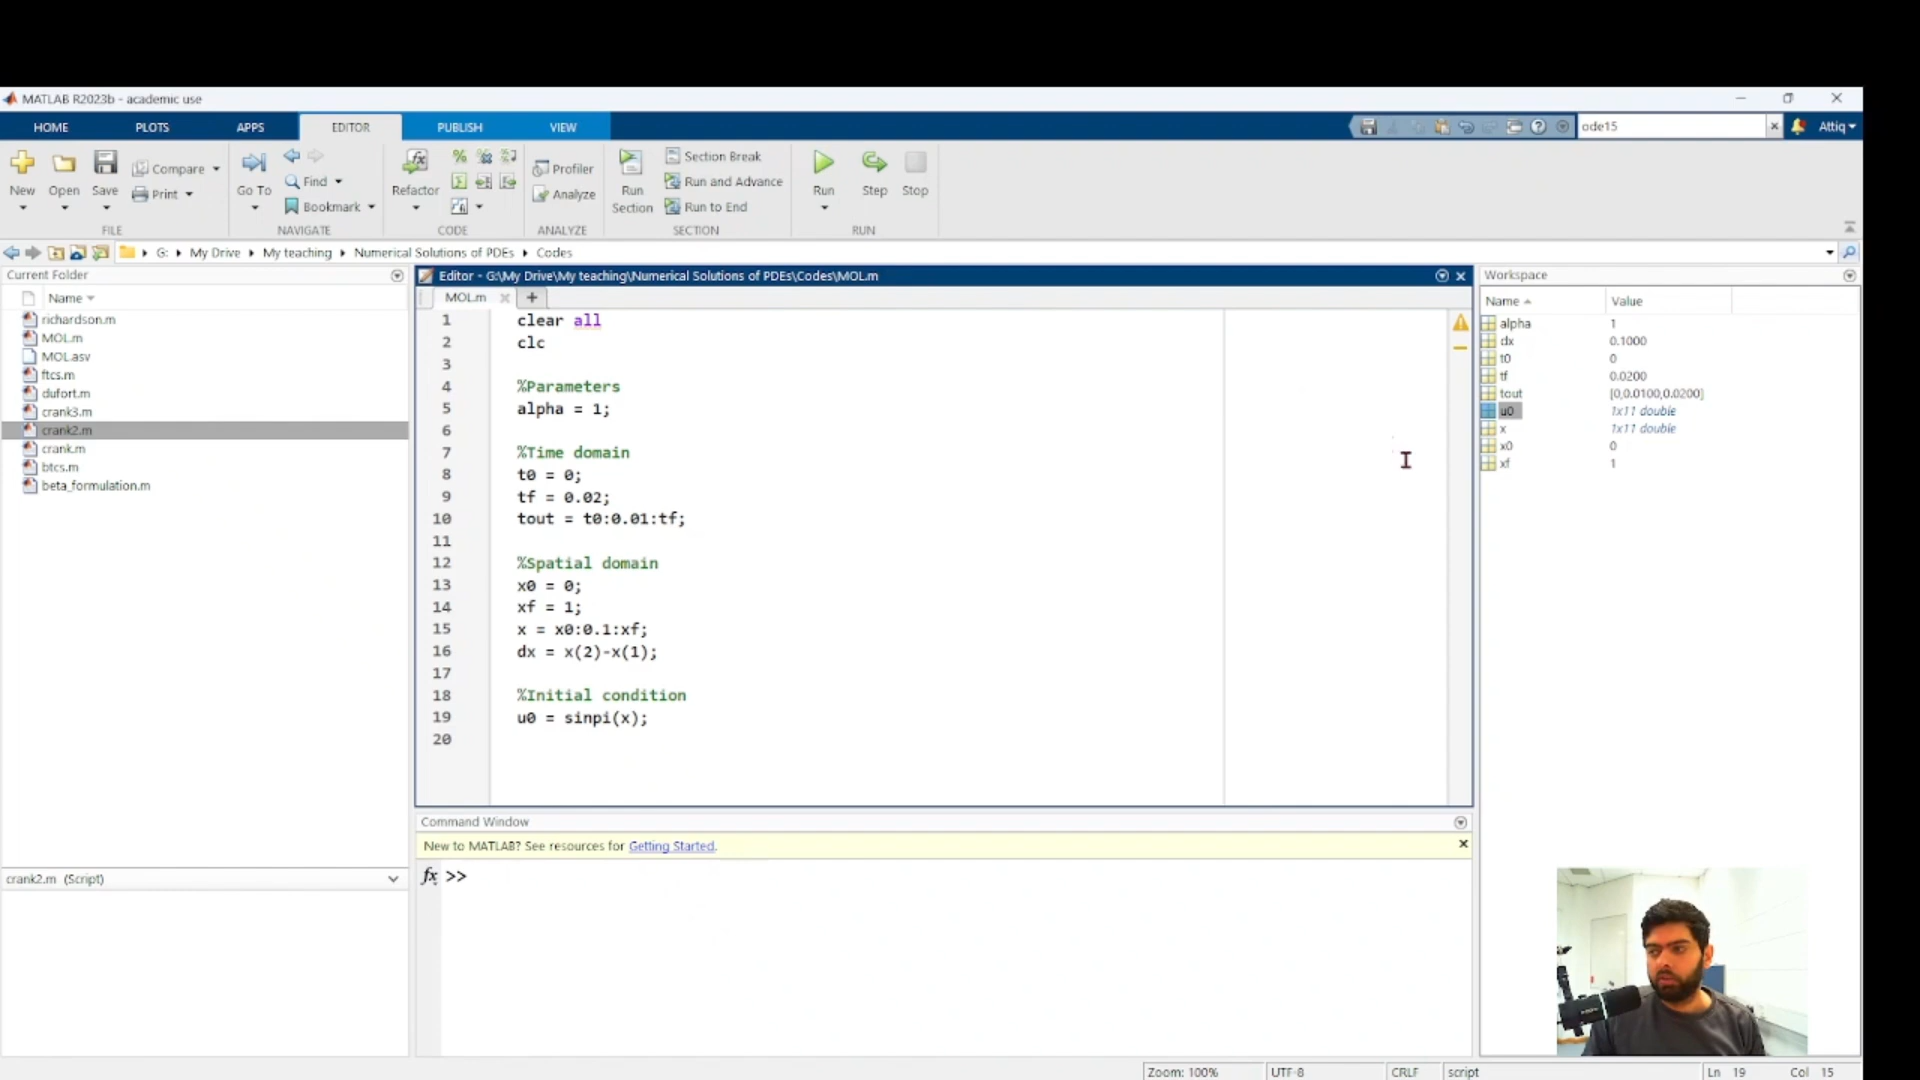 MATLAB R2023b - academic use
HOME PLOTS APPS EDITOR PUBLISH VIEW ode15 Attiq
New Open Save Compare Print
Go To Find Bookmark
Refactor
Profiler Analyze
Run Section Section Break Run and Advance Run to End
Run Step Stop
FILE NAVIGATE CODE ANALYZE SECTION RUN
G: My Drive My teaching Numerical Solutions of PDEs Codes
Current Folder
Name
richardson.m
MOL.m
MOL.asv
ftcs.m
dufort.m
crank3.m
crank2.m
crank.m
btcs.m
beta_formulation.m
crank2.m (Script)
Editor - G:\My Drive\My teaching\Numerical Solutions of PDEs\Codes\MOL.m
MOL.m
1 clear all
2 clc
3
4 %Parameters
5 alpha = 1;
6
7 %Time domain
8 t0 = 0;
9 tf = 0.02;
10 tout = t0:0.01:tf;
11
12 %Spatial domain
13 x0 = 0;
14 xf = 1;
15 x = x0:0.1:xf;
16 dx = x(2)-x(1);
17
18 %Initial condition
19 u0 = sinpi(x);
20
Command Window
New to MATLAB? See resources for Getting Started.
fx >>
Workspace
Name Value
alpha 1
dx 0.1000
t0 0
tf 0.0200
tout [0,0.0100,0.0200]
u0 1x11 double
x 1x11 double
x0 0
xf 1
Zoom: 100% UTF-8 CRLF script Ln 19 Col 15